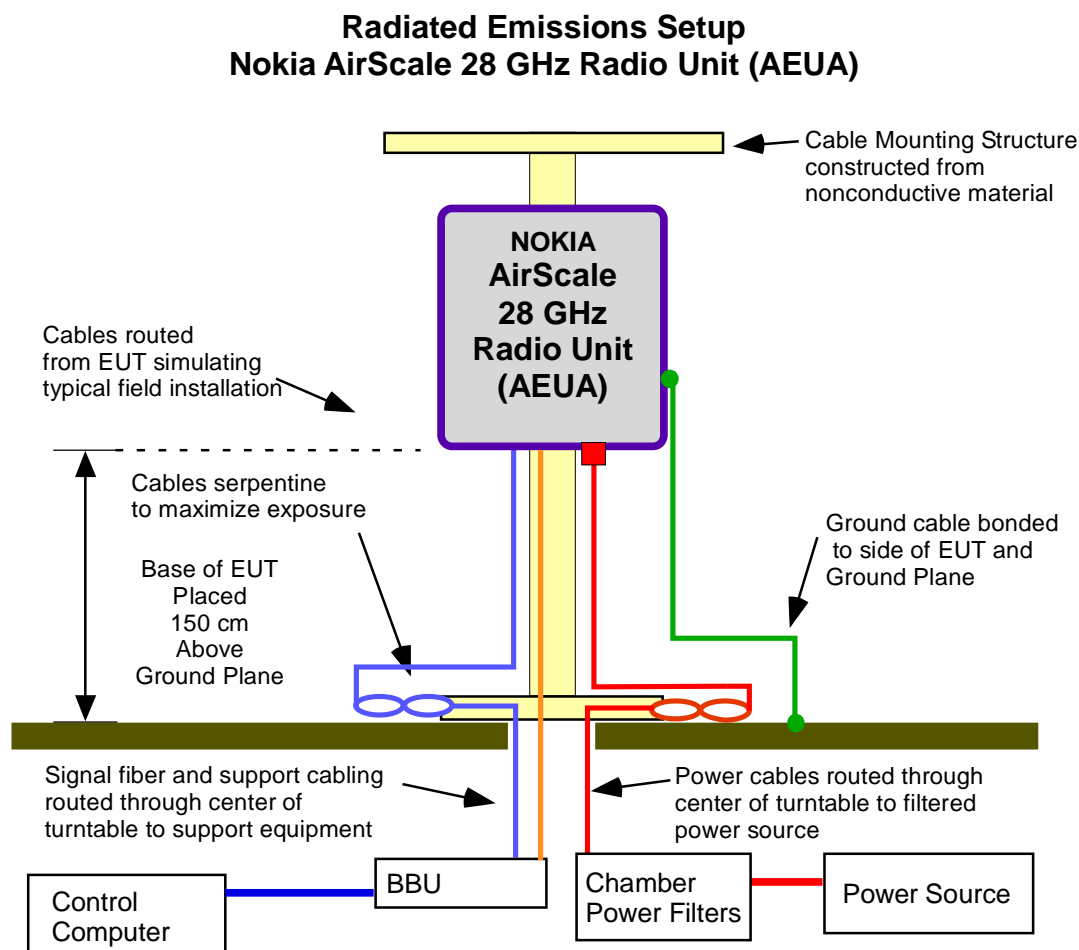 Radiated Emissions Setup
Nokia AirScale 28 GHz Radio Unit (AEUA)
Cable Mounting Structure
constructed from
nonconductive material
NOKIA
AirScale
28 GHz
Radio Unit
(AEUA)
Cables routed
from EUT simulating
typical field installation
Cables serpentine
to maximize exposure
Base of EUT
Placed
150 cm
Above
Ground Plane
Ground cable bonded
to side of EUT and
Ground Plane
Signal fiber and support cabling
routed through center of
turntable to support equipment
Power cables routed through
center of turntable to filtered
power source
Control
Computer
BBU
Chamber
Power Filters
Power Source